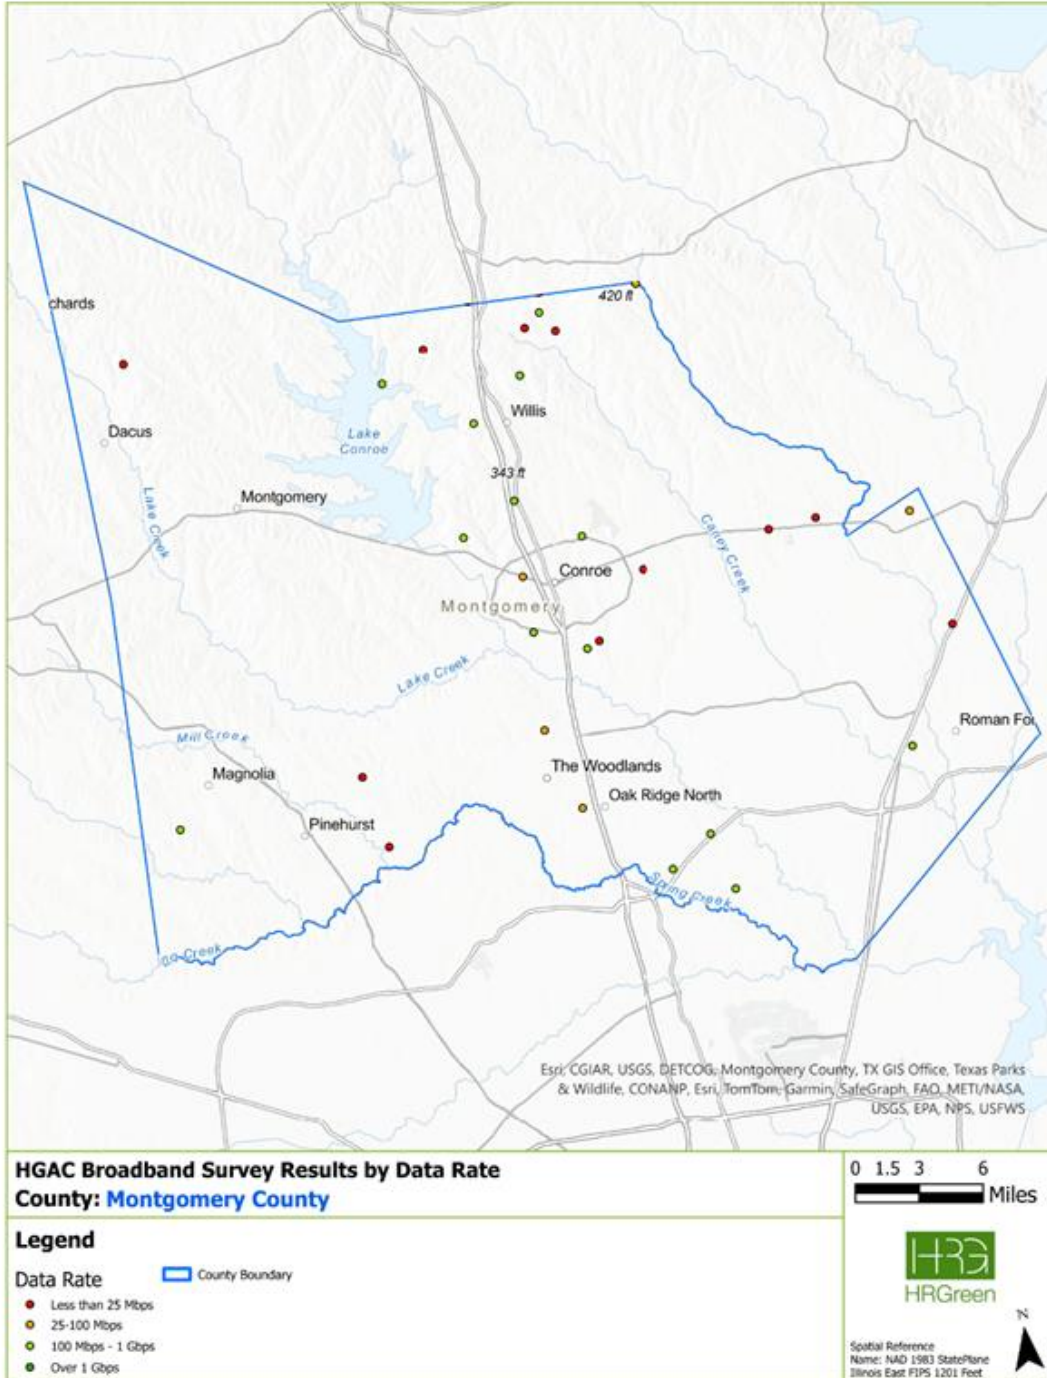 420 ft
chards
Willis
Dacus
Lake
Conroe
343 ft
Montgomery
Lake Creek
Caney Creek
Conroe
Montgomery
Lake Creek
Roman Fo
Mill Creek
Magnolia
The Woodlands
Oak Ridge North
Pinehurst
Spring Creek
ng Creek
Esri, CGIAR, USGS, DETCOG, Montgomery County, TX GIS Office, Texas Parks
& Wildlife, CONANP, Esri, TomTom, Garmin, SafeGraph, FAO, METI/NASA,
USGS, EPA, NPS, USFWS
HGAC Broadband Survey Results by Data Rate
County: Montgomery County
0 1.5 3 6
Miles
Legend
Data Rate
County Boundary
Less than 25 Mbps
25-100 Mbps
100 Mbps - 1 Gbps
Over 1 Gbps
HRG
HRGreen
N
Spatial Reference
Name: NAD 1983 StatePlane
Illinois East FIPS 1201 Feet